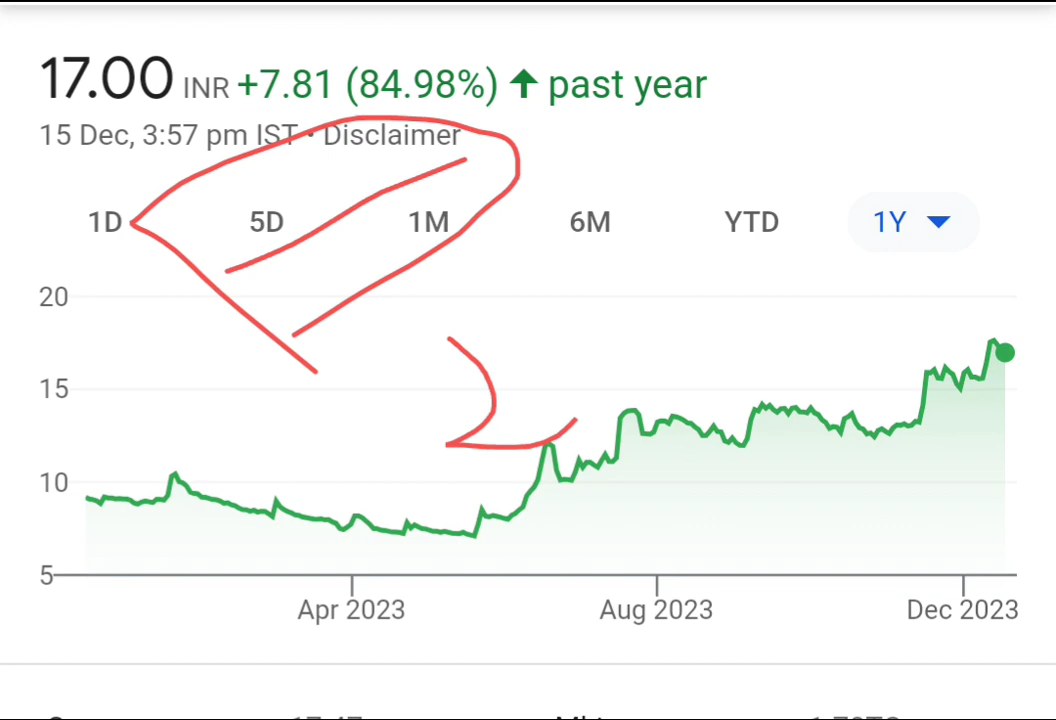 17.00 INR +7.81 (84.98%) ↑ past year
15 Dec, 3:57 pm IST • Disclaimer
1D 5D 1M 6M YTD 1Y
20
15
10
5
Apr 2023 Aug 2023 Dec 2023